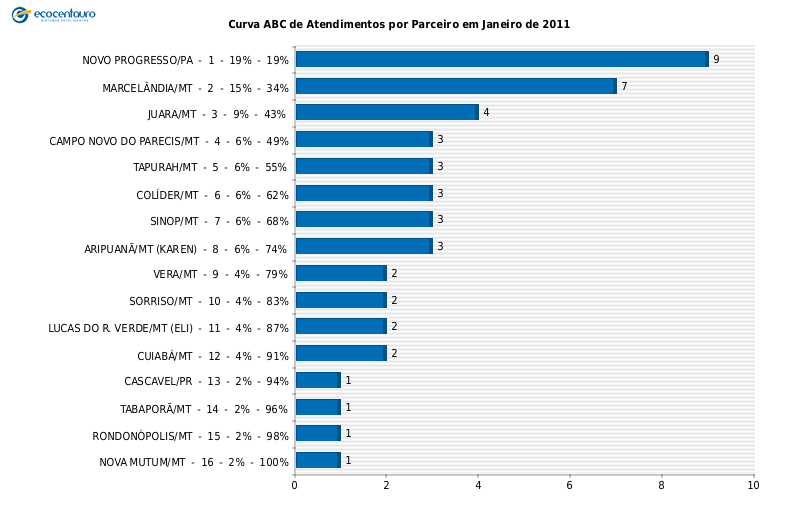 ecocentauro
Curva ABC de Atendimentos por Parceiro em Janeiro de 2011
NOVO PROGRESSO/PA - 1 - 19% - 19% 9
MARCELÂNDIA/MT - 2 - 15% - 34% 7
JUARA/MT - 3 - 9% - 43% 4
CAMPO NOVO DO PARECIS/MT - 4 - 6% - 49% 3
TAPURAH/MT - 5 - 6% - 55% 3
COLÍDER/MT - 6 - 6% - 62% 3
SINOP/MT - 7 - 6% - 68% 3
ARIPUANÃ/MT (KAREN) - 8 - 6% - 74% 3
VERA/MT - 9 - 4% - 79% 2
SORRISO/MT - 10 - 4% - 83% 2
LUCAS DO R. VERDE/MT (ELI) - 11 - 4% - 87% 2
CUIABÁ/MT - 12 - 4% - 91% 2
CASCAVEL/PR - 13 - 2% - 94% 1
TABAPORÃ/MT - 14 - 2% - 96% 1
RONDONÓPOLIS/MT - 15 - 2% - 98% 1
NOVA MUTUM/MT - 16 - 2% - 100% 1
0 2 4 6 8 10